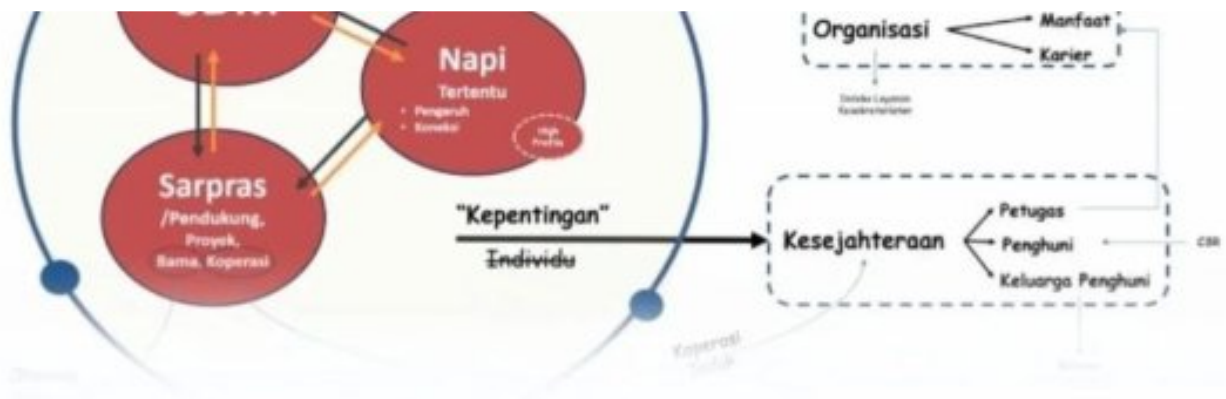 Napi
Tertentu
• Pengaruh
• Koneksi
High
Profile
Sarpras
/Pendukung,
Proyek,
Bama, Koperasi
"Kepentingan"
Individu
Organisasi
Manfaat
Karier
Kesejahteraan
Petugas
Penghuni
Keluarga Penghuni
CSR
Koperasi